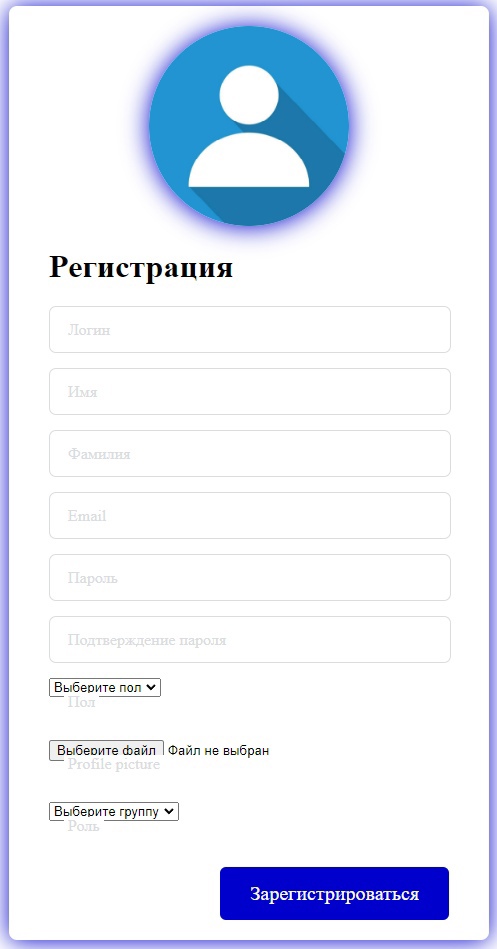 Регистрация
Логин
Имя
Фамилия
Email
Пароль
Подтверждение пароля
Выберите пол
Пол
Выберите файл Файл не выбран
Profile picture
Выберите группу
Роль
Зарегистрироваться